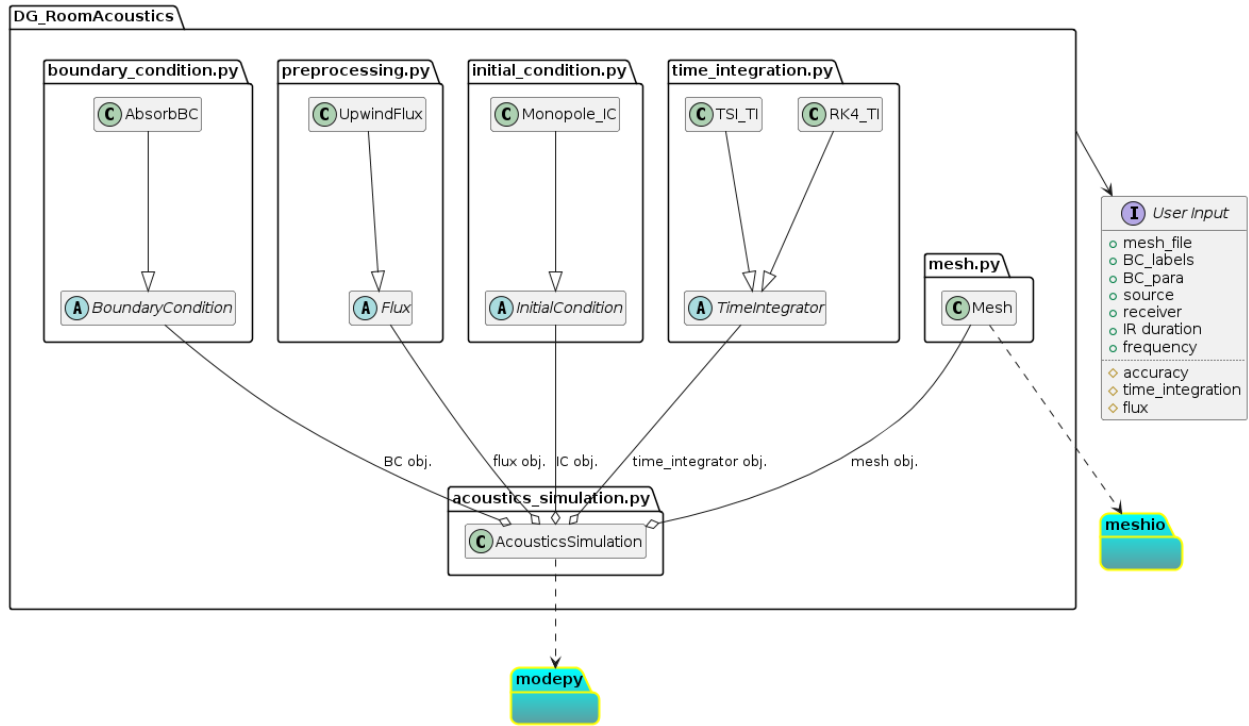 DG_RoomAcoustics
boundary_condition.py
preprocessing.py
initial_condition.py
time_integration.py
C AbsorbBC
C UpwindFlux
C Monopole_IC
C TSI_TI
C RK4_TI
I User Input
mesh_file
BC_labels
BC_para
source
receiver
IR duration
frequency
accuracy
time_integration
flux
mesh.py
C Mesh
A BoundaryCondition
A Flux
A InitialCondition
A TimeIntegrator
BC obj.
flux obj.
IC obj.
time_integrator obj.
mesh obj.
acoustics_simulation.py
C AcousticsSimulation
meshio
modepy